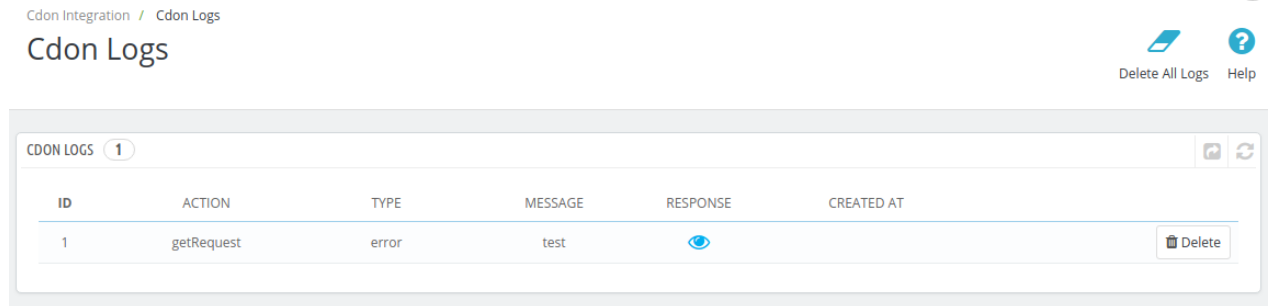 Cdon Integration / Cdon Logs
Cdon Logs
Delete All Logs Help
CDON LOGS 1
ID ACTION TYPE MESSAGE RESPONSE CREATED AT
1 getRequest error test Delete